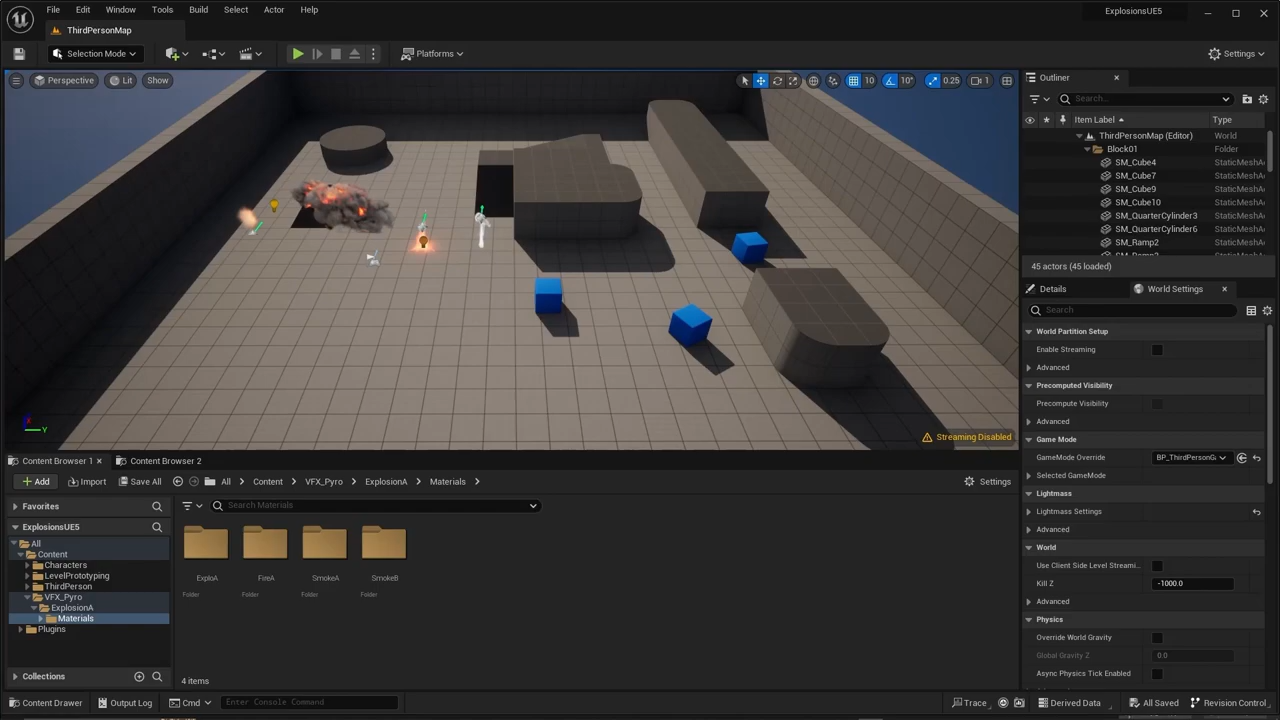 File Edit Window Tools Build Select Actor Help
ExplosionsUE5
ThirdPersonMap
Selection Mode
Platforms
Settings
Perspective Lit Show
10 10° 0.25 1
Outliner
Search...
Item Label Type
ThirdPersonMap (Editor) World
Block01 Folder
SM_Cube4 StaticMeshA
SM_Cube7 StaticMeshA
SM_Cube9 StaticMeshA
SM_Cube10 StaticMeshA
SM_QuarterCylinder3 StaticMeshA
SM_QuarterCylinder6 StaticMeshA
SM_Ramp2 StaticMeshA
45 actors (45 loaded)
Y
Streaming Disabled
Details World Settings
Search
World Partition Setup
Enable Streaming
Advanced
Precomputed Visibility
Precompute Visibility
Advanced
Game Mode
GameMode Override BP_ThirdPersonGa
Selected GameMode
Lightmass
Lightmass Settings
Advanced
World
Use Client Side Level Streami...
Kill Z -1000.0
Advanced
Physics
Override World Gravity
Global Gravity Z 0.0
Async Physics Tick Enabled
Content Browser 1 Content Browser 2
Add Import Save All All Content VFX_Pyro ExplosionA Materials Settings
Favorites
ExplosionsUE5
All
Content
Characters
LevelPrototyping
ThirdPerson
VFX_Pyro
ExplosionA
Materials
Plugins
Collections
Search Materials
ExploA FireA SmokeA SmokeB
Folder Folder Folder Folder
4 items
Content Drawer Output Log Cmd Enter Console Command Trace Derived Data All Saved Revision Control